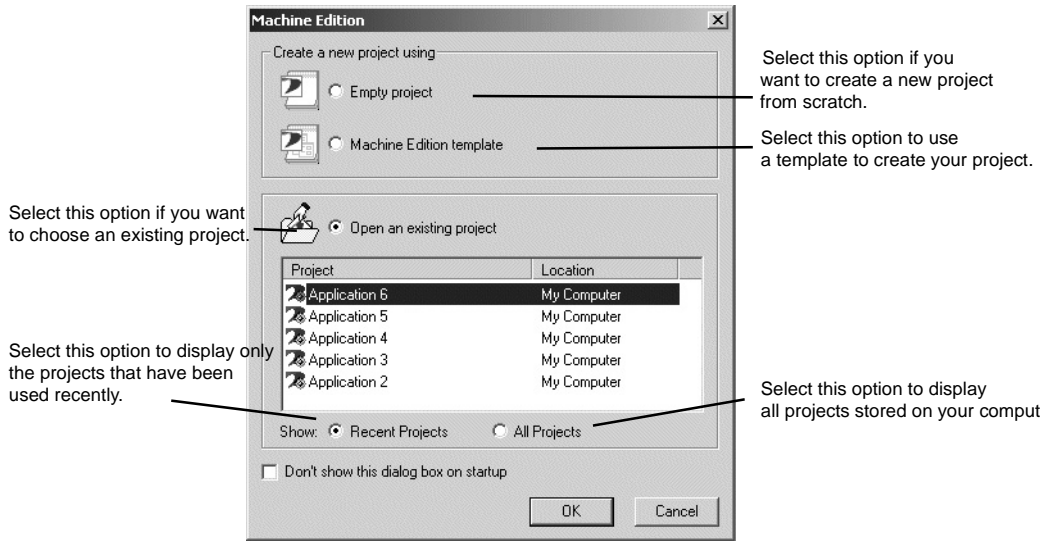 Machine Edition
Create a new project using
Empty project
Machine Edition template
Select this option if you
want to create a new project
from scratch.
Select this option to use
a template to create your project.
Select this option if you want
to choose an existing project.
Open an existing project
Project Location
Application 6 My Computer
Application 5 My Computer
Application 4 My Computer
Application 3 My Computer
Application 2 My Computer
Select this option to display only
the projects that have been
used recently.
Select this option to display
all projects stored on your comput
Show: Recent Projects All Projects
Don't show this dialog box on startup
OK Cancel